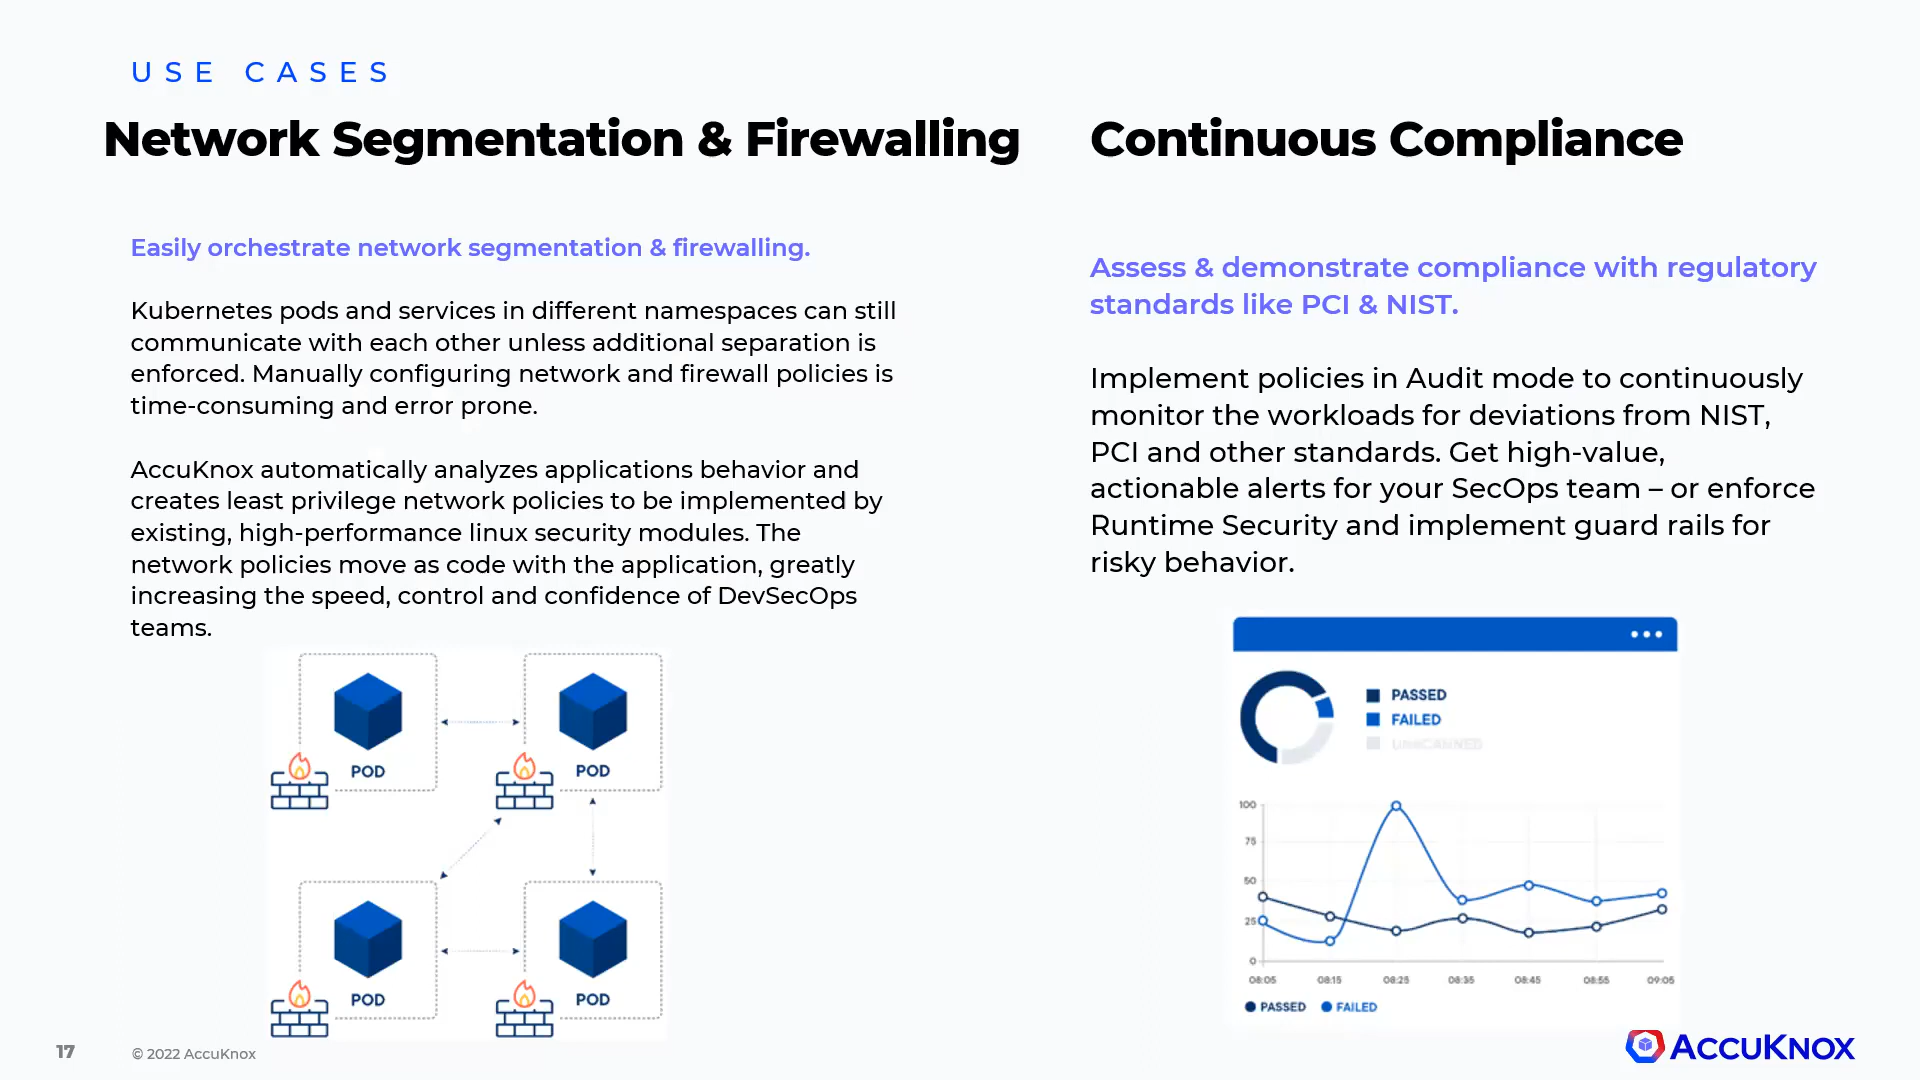 USE CASES
Network Segmentation & Firewalling
Easily orchestrate network segmentation & firewalling.
Kubernetes pods and services in different namespaces can still
communicate with each other unless additional separation is
enforced. Manually configuring network and firewall policies is
time-consuming and error prone.
AccuKnox automatically analyzes applications behavior and
creates least privilege network policies to be implemented by
existing, high-performance linux security modules. The
network policies move as code with the application, greatly
increasing the speed, control and confidence of DevSecOps
teams.
POD
POD
POD
POD
Continuous Compliance
Assess & demonstrate compliance with regulatory
standards like PCI & NIST.
Implement policies in Audit mode to continuously
monitor the workloads for deviations from NIST,
PCI and other standards. Get high-value,
actionable alerts for your SecOps team – or enforce
Runtime Security and implement guard rails for
risky behavior.
PASSED
FAILED
100
75
50
25
0
08:05 08:15 08:25 08:35 08:45 08:55 09:05
PASSED FAILED
17
© 2022 AccuKnox
ACCUKNOX